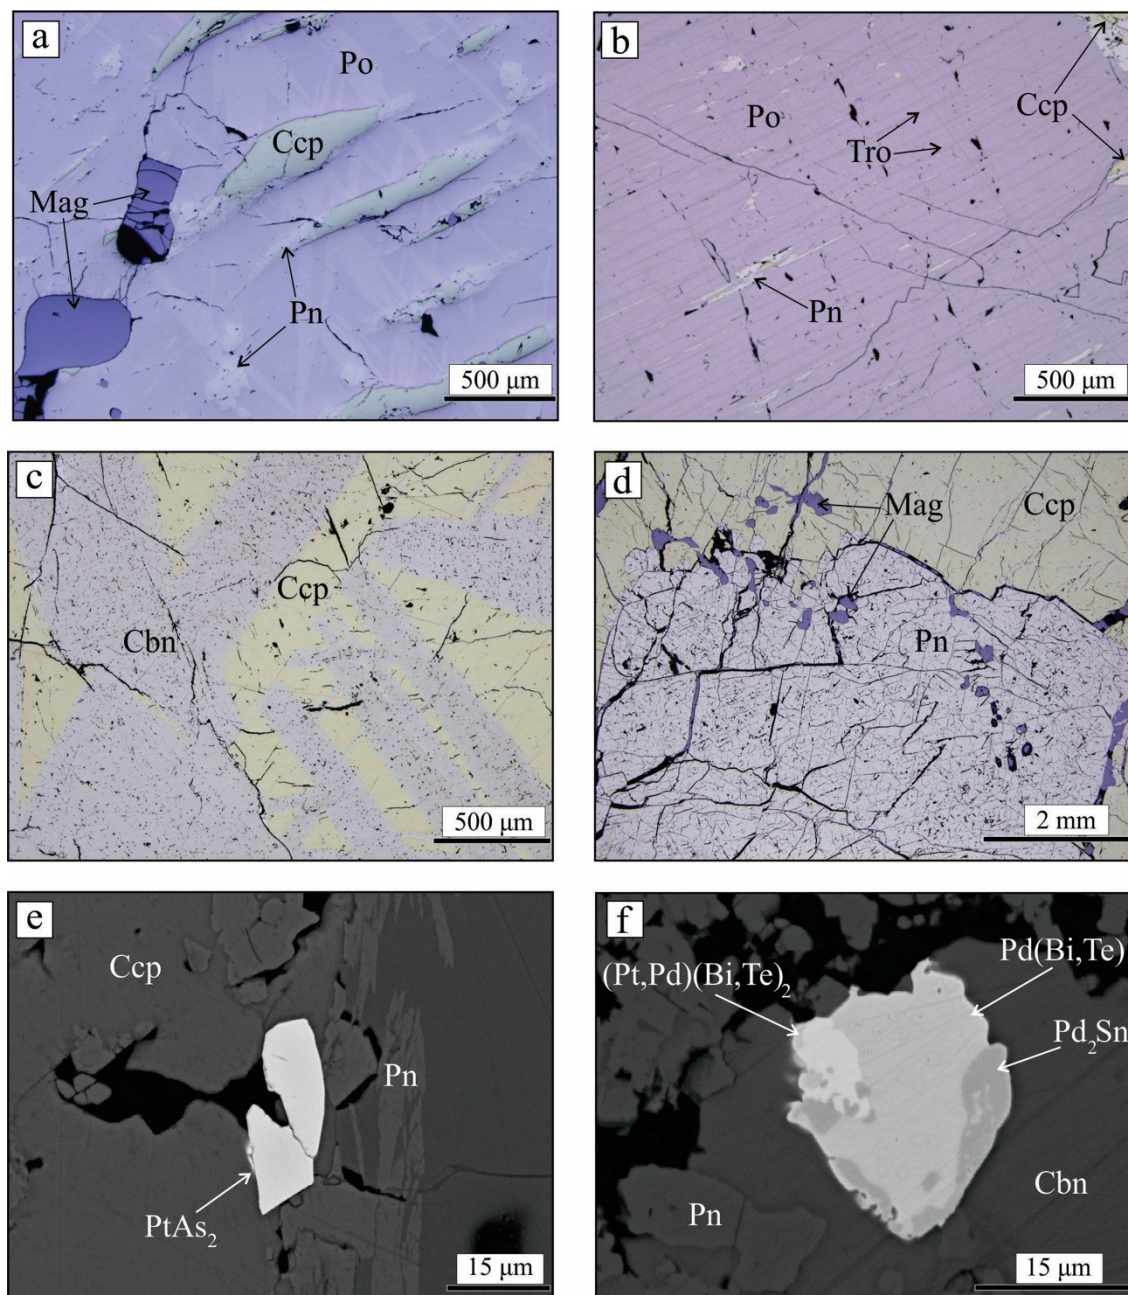 a
Po
Ccp
Mag
Pn
500 μm
b
Ccp
Po
Tro
Pn
500 μm
c
Ccp
Cbn
500 μm
d
Mag
Ccp
Pn
2 mm
e
Ccp
Pn
PtAs₂
15 μm
f
Pd(Bi,Te)
(Pt,Pd)(Bi,Te)₂
Pd₂Sn
Cbn
Pn
15 μm